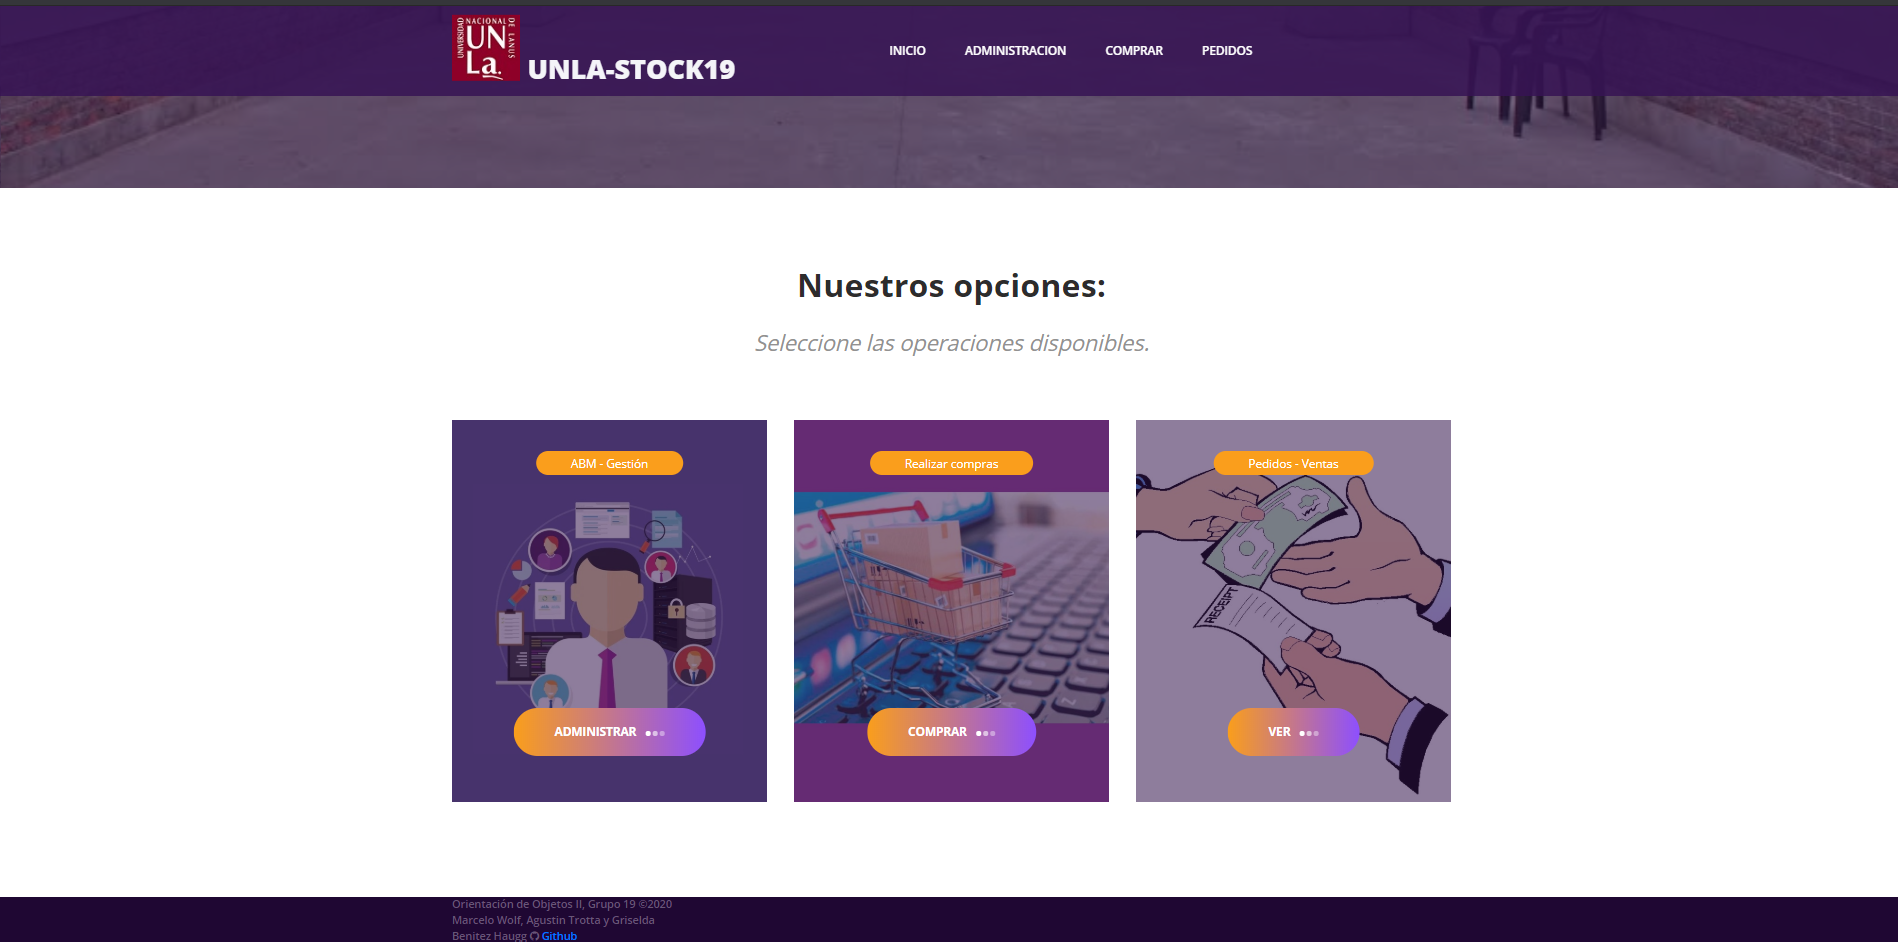 UNIVERSIDAD NACIONAL DE LANUS
UN
La.
UNLA-STOCK19
INICIO
ADMINISTRACION
COMPRAR
PEDIDOS
Nuestros opciones:
Seleccione las operaciones disponibles.
ABM - Gestión
ADMINISTRAR
Realizar compras
COMPRAR
Pedidos - Ventas
RECEIPT
VER
Orientación de Objetos II, Grupo 19 ©2020
Marcelo Wolf, Agustin Trotta y Griselda
Benitez Haugg Github